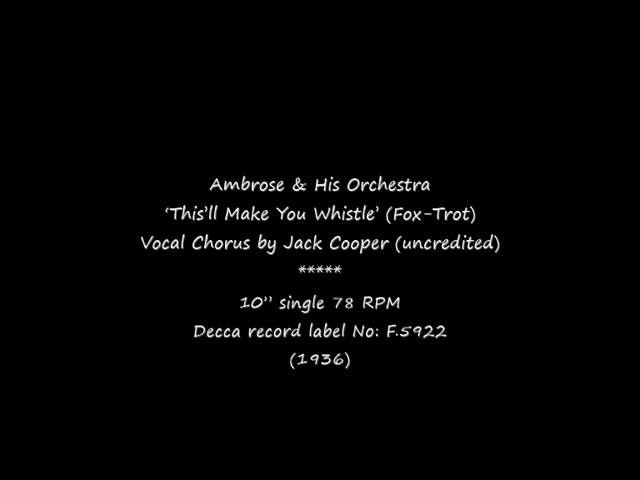 Ambrose & His Orchestra
‘This’ll Make You Whistle’ (Fox-Trot)
Vocal Chorus by Jack Cooper (uncredited)
*****
10” single 78 RPM
Decca record label No: F.5922
(1936)